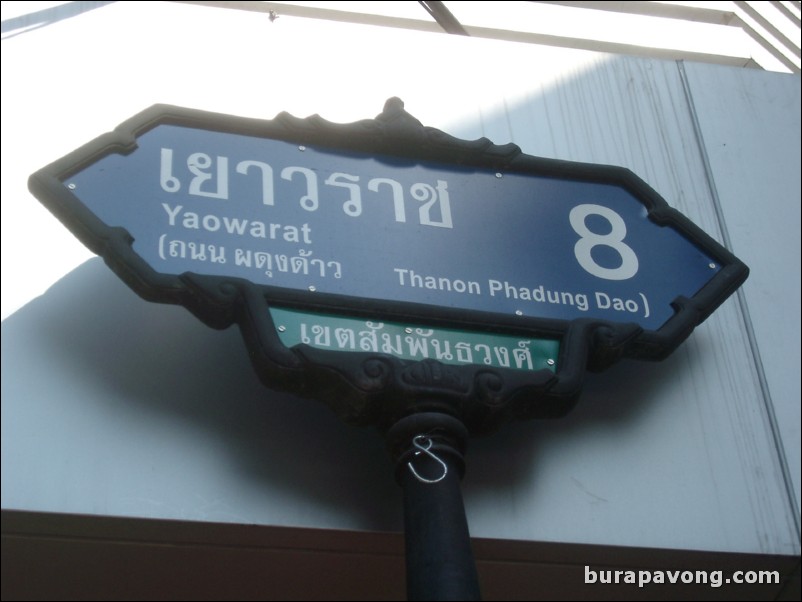 เยาวราช 8
Yaowarat
(ถนน ผดุงด้าว Thanon Phadung Dao)
เขตสัมพันธวงศ์
burapavong.com